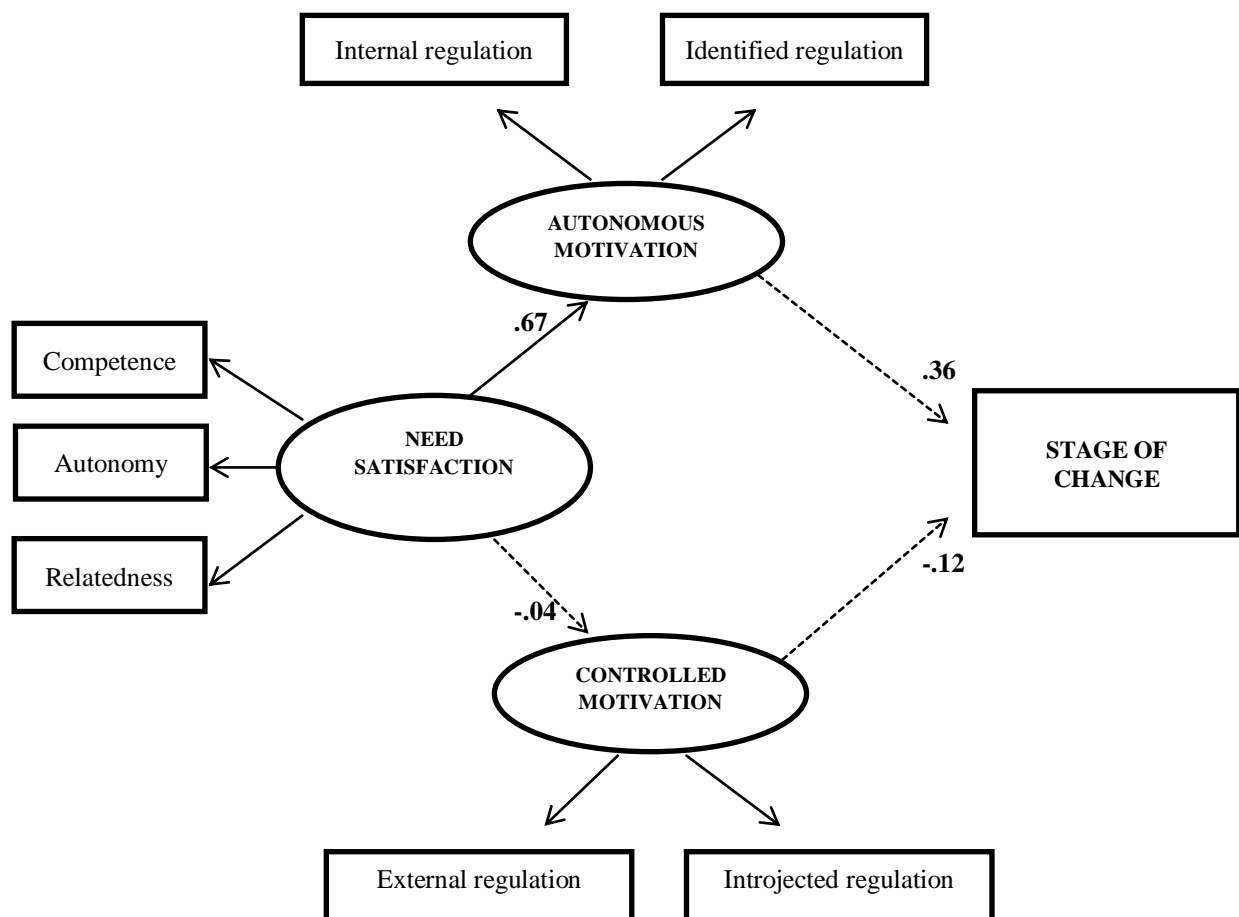 Internal regulation
Identified regulation
AUTONOMOUS
MOTIVATION
.67
.36
Competence
Autonomy
Relatedness
NEED
SATISFACTION
STAGE OF
CHANGE
-.04
-.12
CONTROLLED
MOTIVATION
External regulation
Introjected regulation